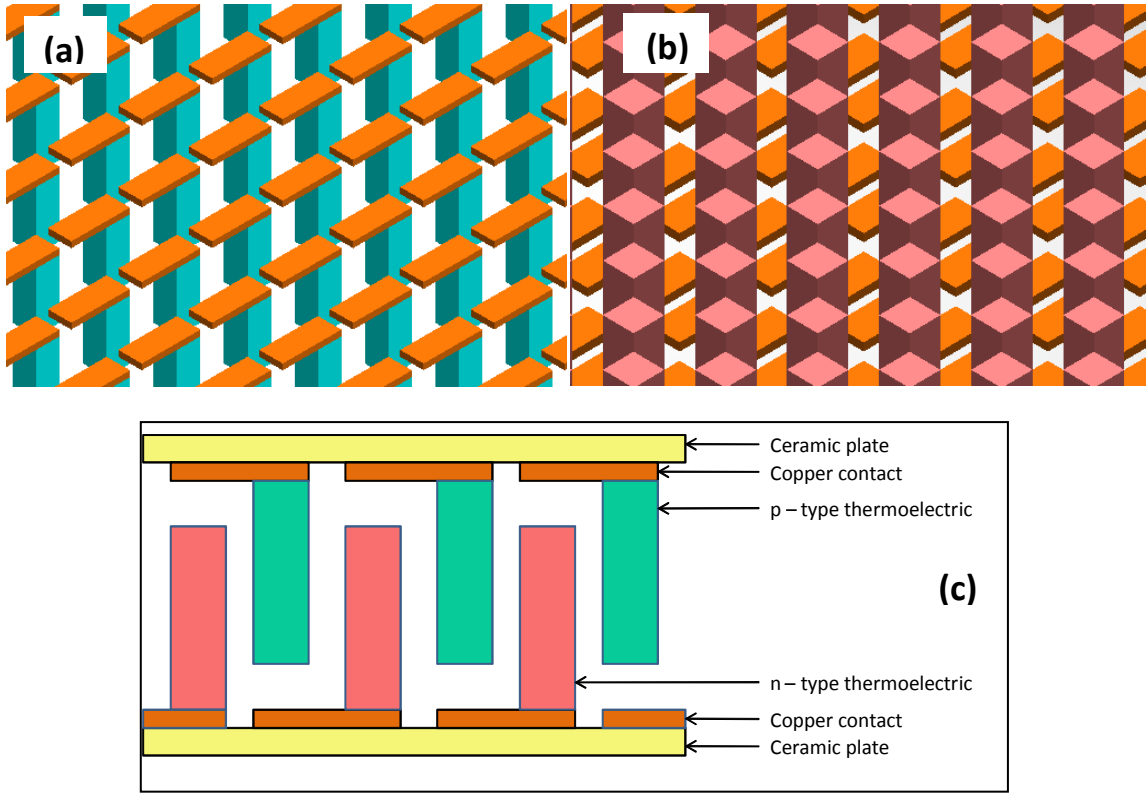 (a)
(b)
Ceramic plate
Copper contact
p – type thermoelectric
(c)
n – type thermoelectric
Copper contact
Ceramic plate